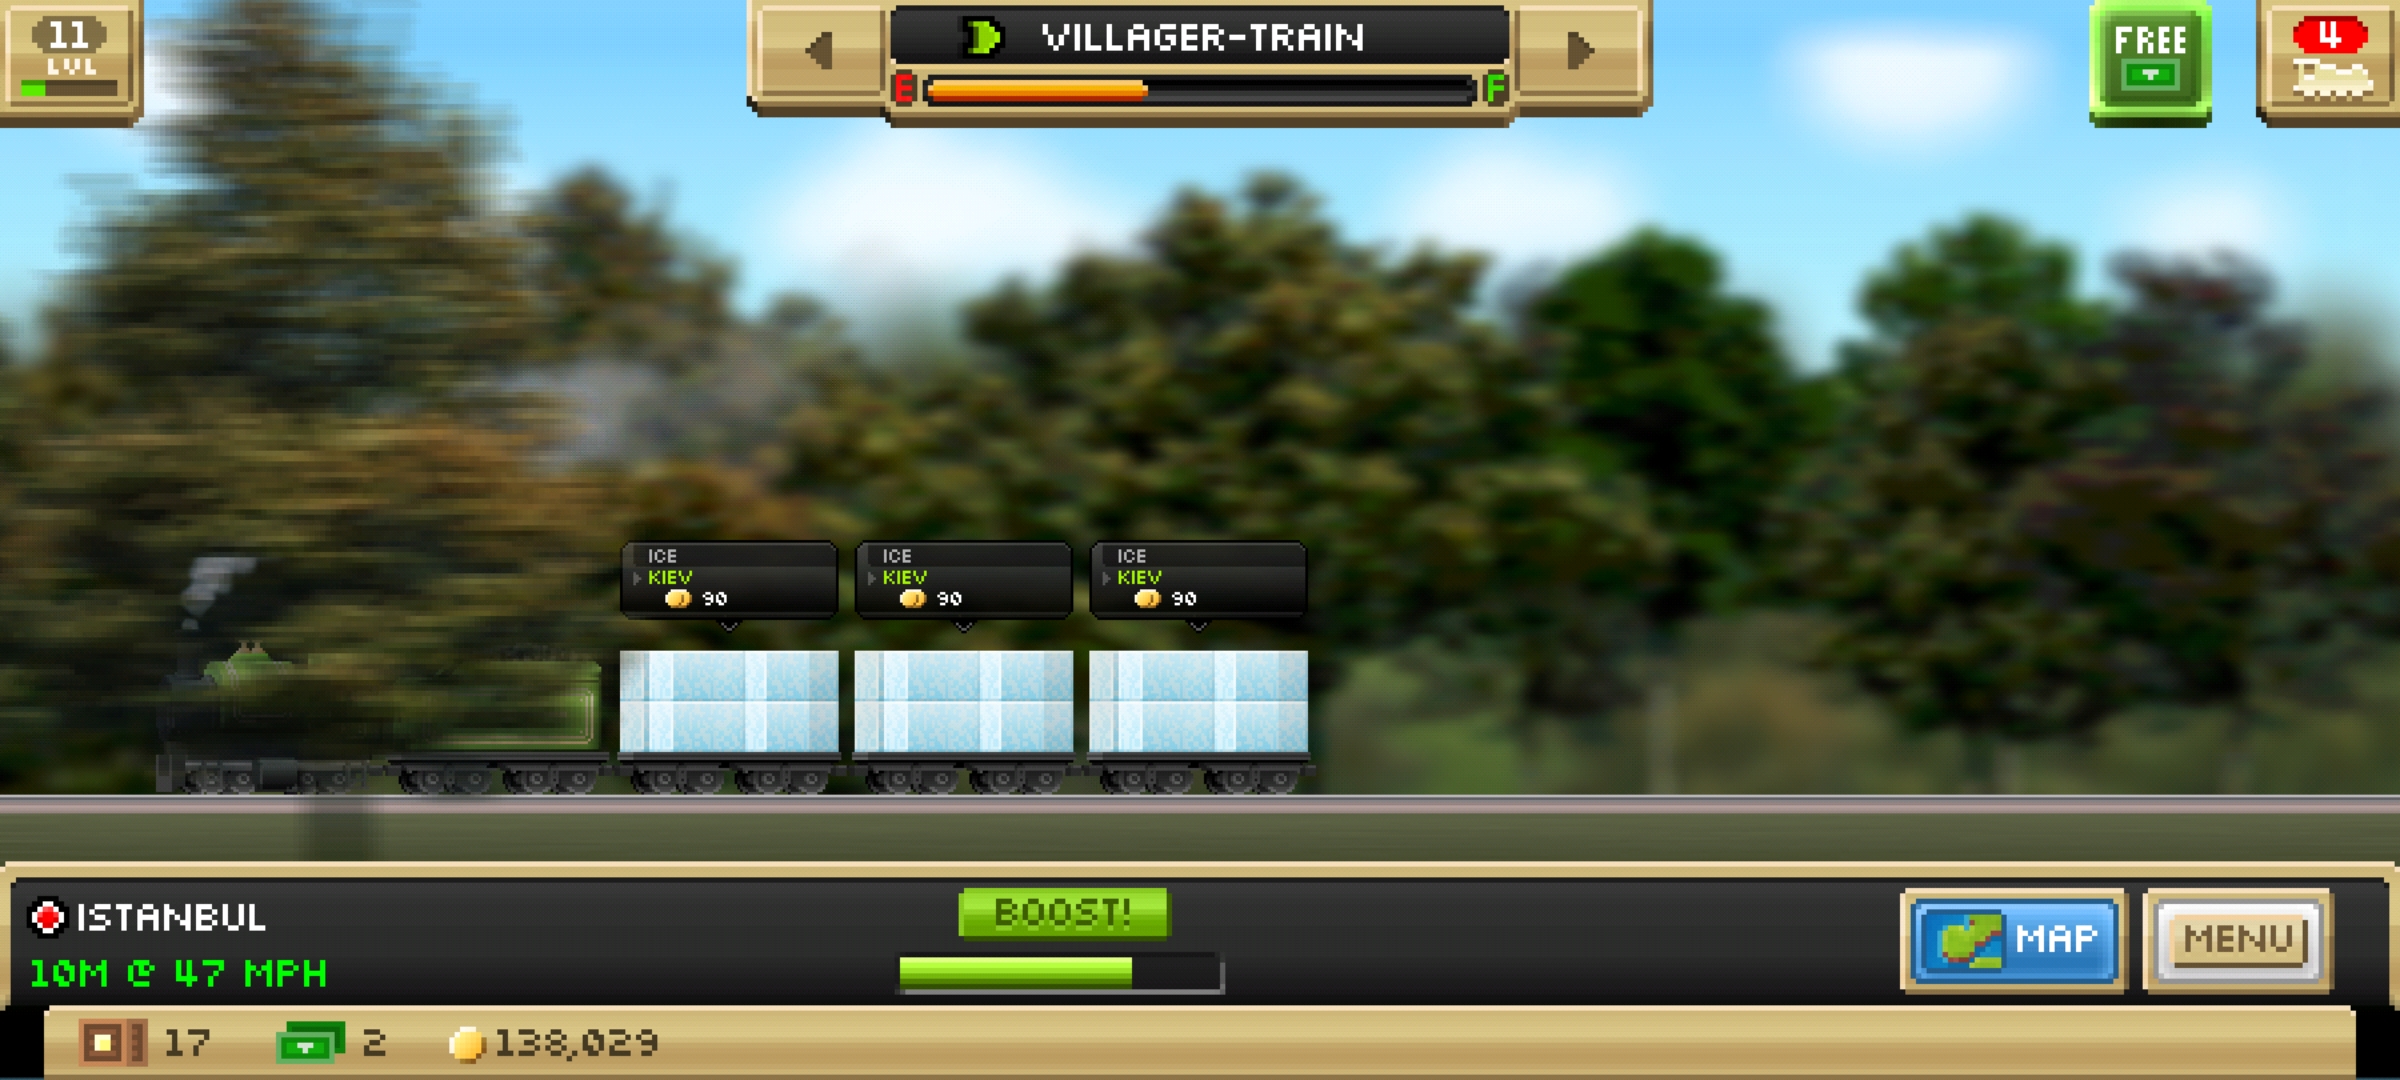 11
LVL
VILLAGER-TRAIN
E F
FREE
4
ICE
KIEV
90
ICE
KIEV
90
ICE
KIEV
90
ISTANBUL
10M @ 47 MPH
BOOST!
MAP
MENU
17
2
138,029